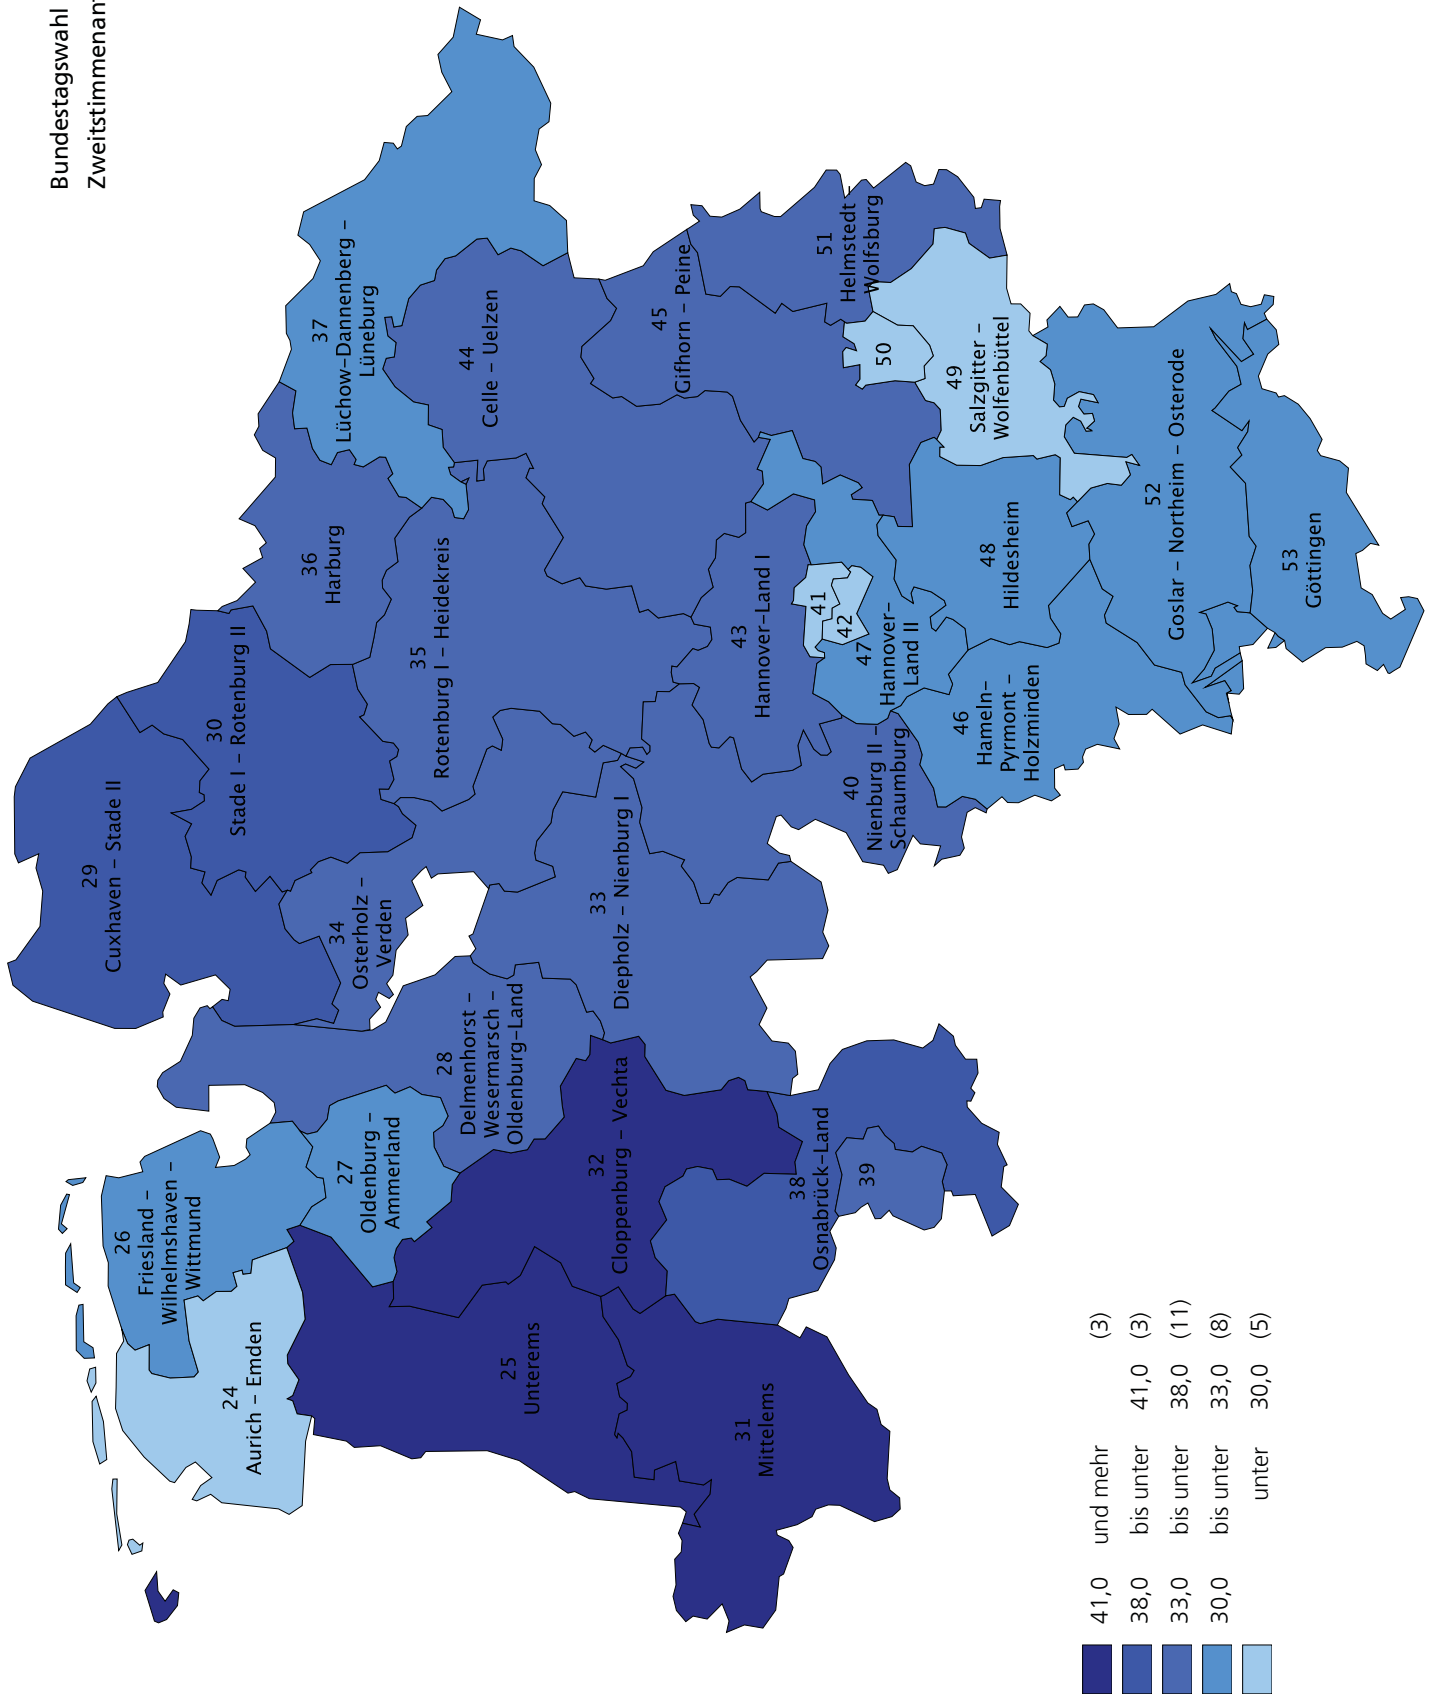 Bundestagswahl
24
Aurich – Emden
25
Unterems
26
Friesland –
Wilhelmshaven –
Wittmund
27
Oldenburg –
Ammerland
28
Delmenhorst –
Wesermarsch –
Oldenburg–Land
29
Cuxhaven – Stade II
30
Stade I – Rotenburg II
31
Mittelems
32
Cloppenburg – Vechta
33
Diepholz – Nienburg I
34
Osterholz –
Verden
35
Rotenburg I – Heidekreis
36
Harburg
37
Lüchow–Dannenberg –
Lüneburg
38
Osnabrück–Land
39
40
Nienburg II –
Schaumburg
41
42
43
Hannover–Land I
44
Celle – Uelzen
45
Gifhorn – Peine
46
Hameln–
Pyrmont –
Holzminden
47
Hannover–
Land II
48
Hildesheim
49
Salzgitter –
Wolfenbüttel
50
51
Helmstedt –
Wolfsburg
52
Goslar – Northeim – Osterode
53
Göttingen
41,0 und mehr (3)
38,0 bis unter 41,0 (3)
33,0 bis unter 38,0 (11)
30,0 bis unter 33,0 (8)
unter 30,0 (5)